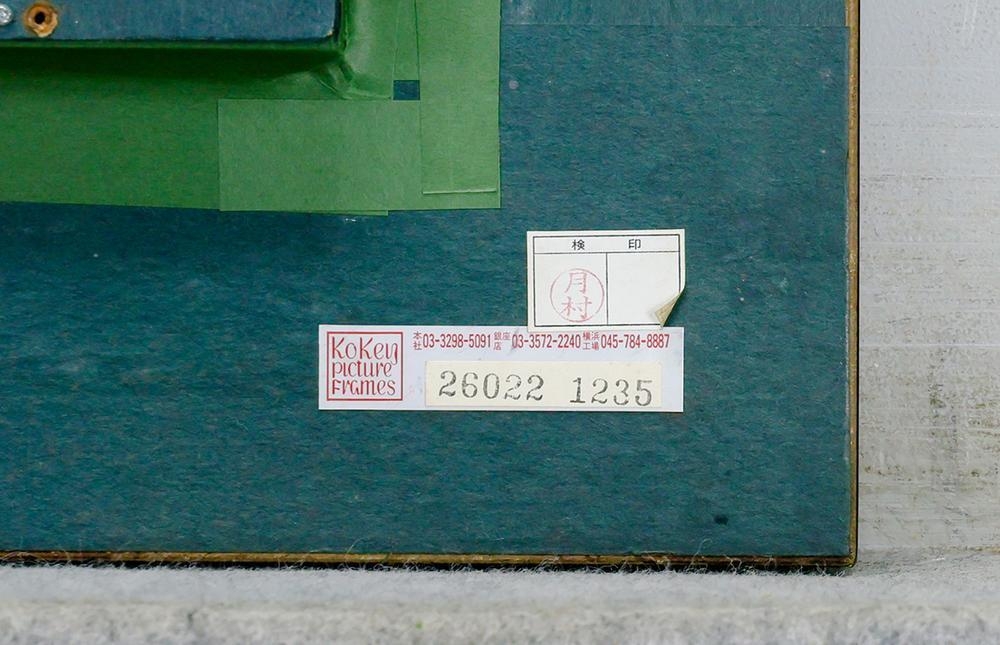 検 印
月
村
KoKen
picture
Frames
本社 03-3298-5091 銀座店 03-3572-2240 横浜工場 045-784-8887
26022 1235